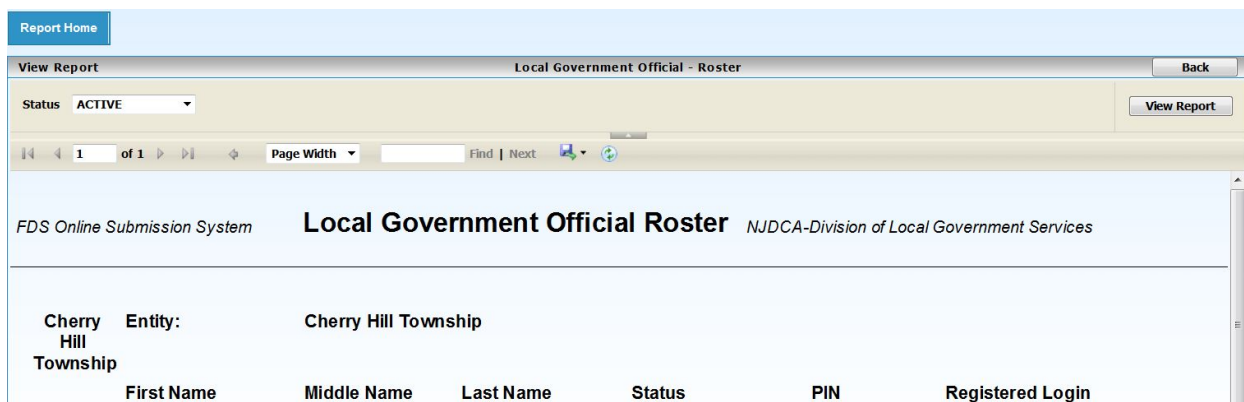 Report Home
View Report Local Government Official - Roster Back
Status ACTIVE View Report
1 of 1 Page Width Find | Next
FDS Online Submission System Local Government Official Roster NJDCA-Division of Local Government Services
Cherry Entity: Cherry Hill Township
Hill
Township
First Name Middle Name Last Name Status PIN Registered Login